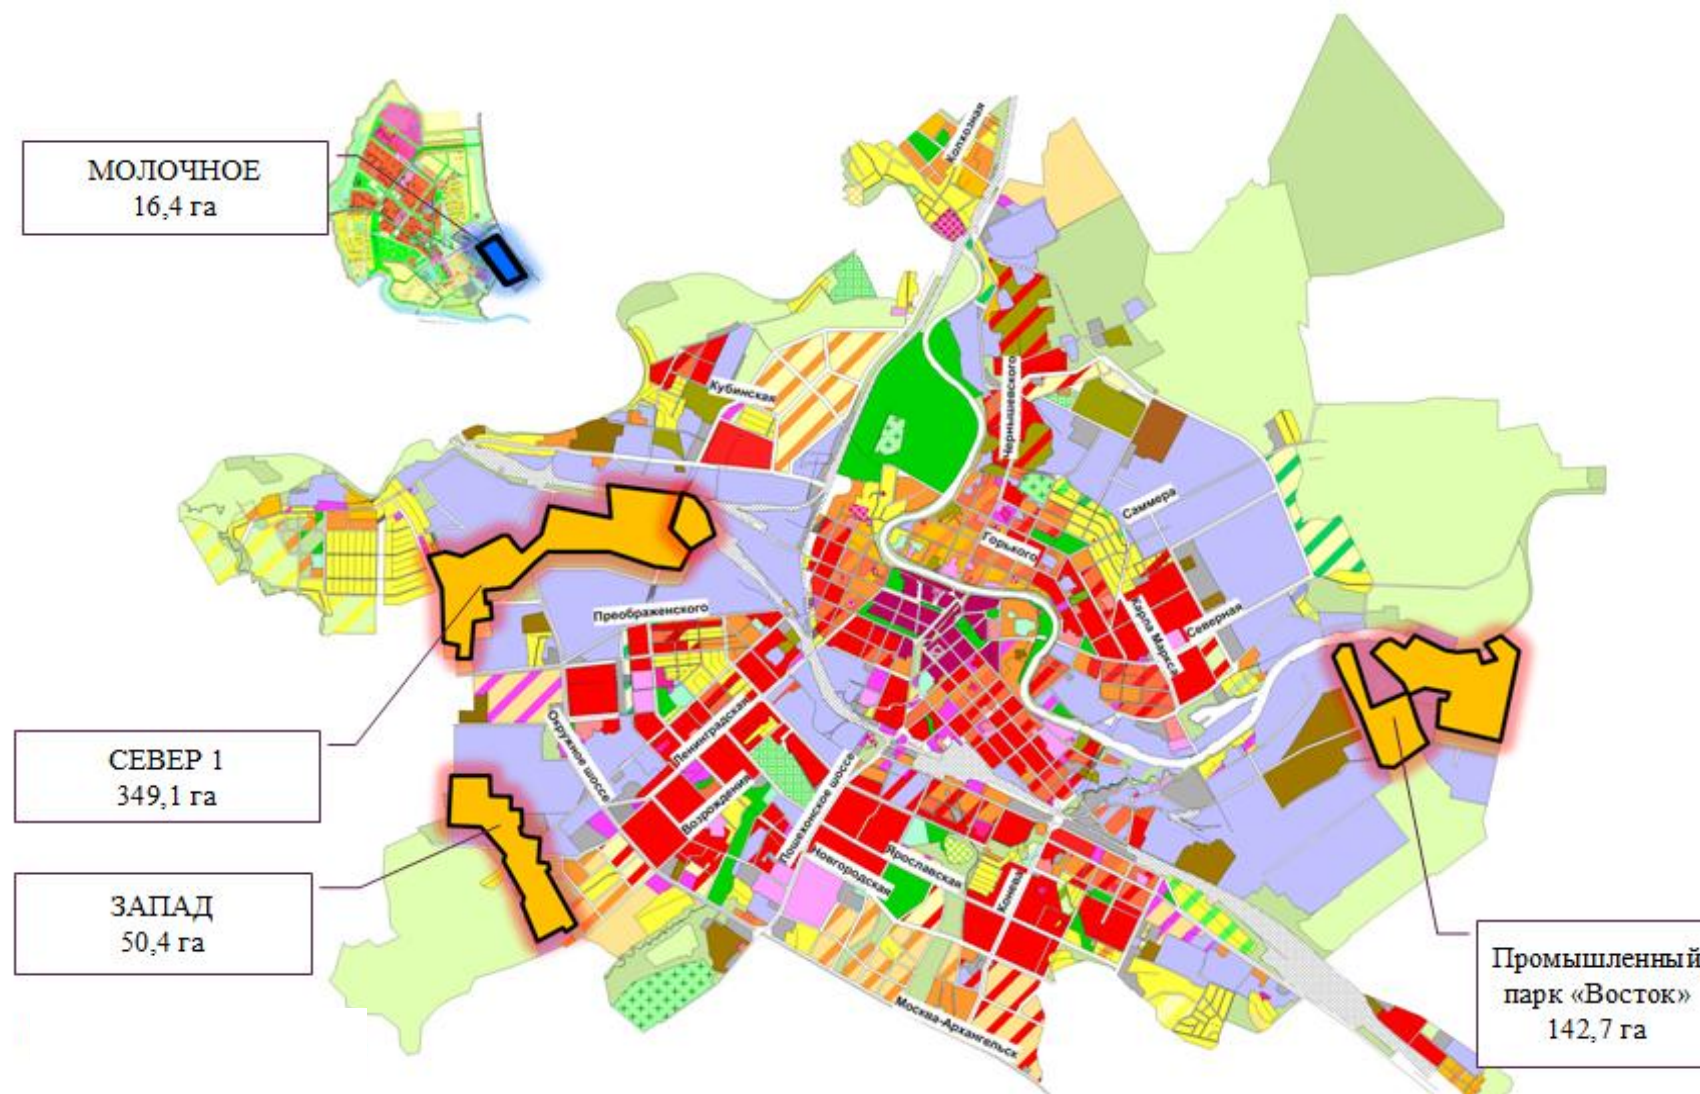 МОЛОЧНОЕ
16,4 га
Колхозная
Кубинская
Чернышевского
Саммера
Горького
Преображенского
Карла Маркса
Северная
СЕВЕР 1
349,1 га
Окружное шоссе
Ленинградская
Возрождения
Пошехонское шоссе
Новгородская
Ярославская
Конева
ЗАПАД
50,4 га
Москва-Архангельск
Промышленный
парк «Восток»
142,7 га